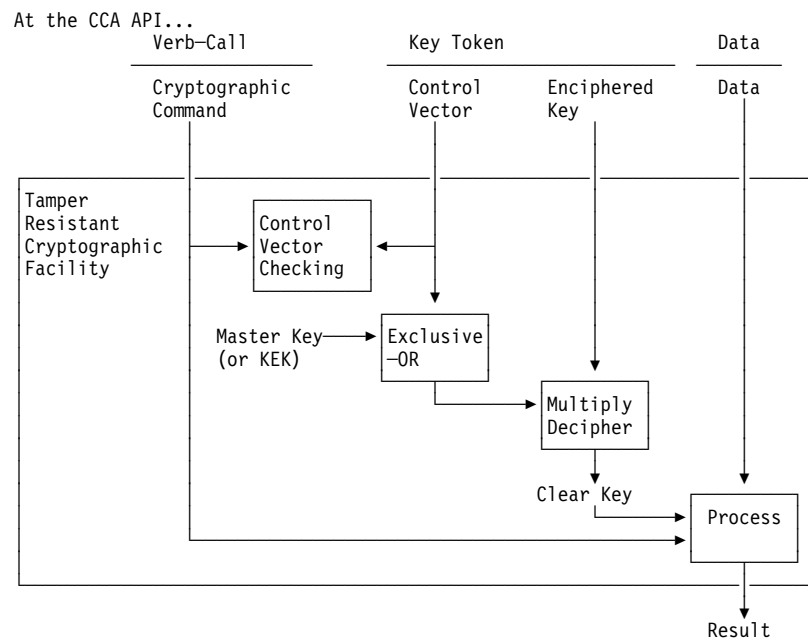 At the CCA API...
Verb—Call
Key Token
Data
Cryptographic
Command
Control
Vector
Enciphered
Key
Data
Tamper
Resistant
Cryptographic
Facility
Control
Vector
Checking
Master Key
(or KEK)
Exclusive
—OR
Multiply
Decipher
Clear Key
Process
Result